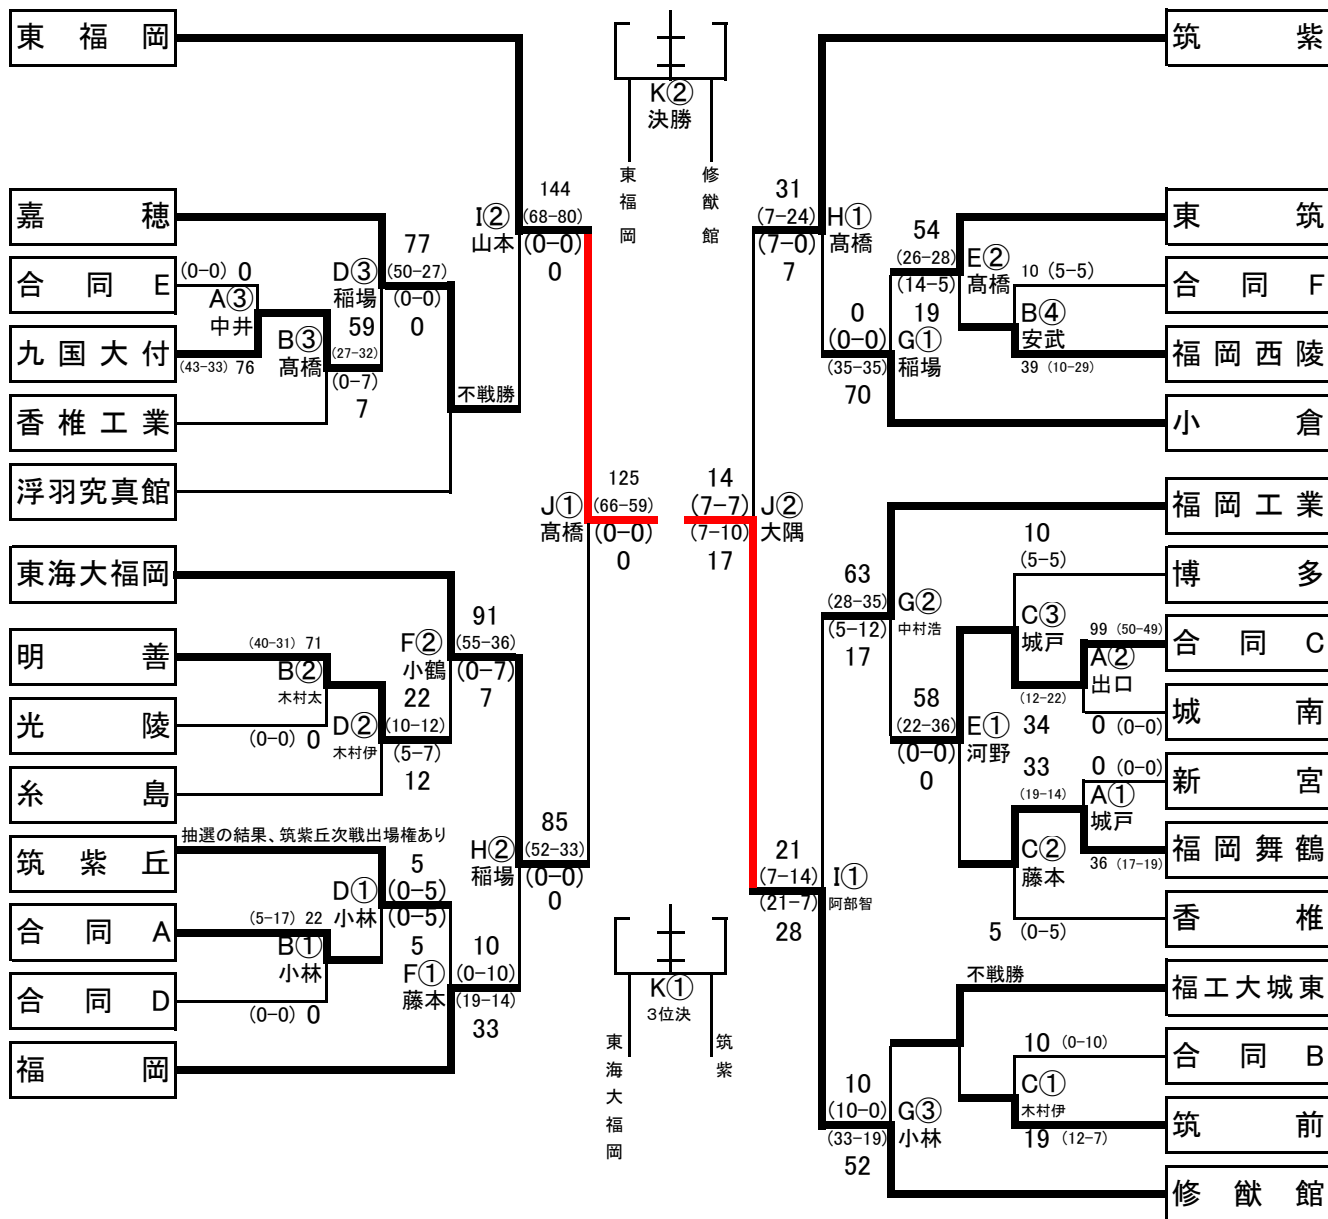 東福岡
嘉穂
合同E
九国大付
香椎工業
浮羽究真館
東海大福岡
明善
光陵
糸島
筑紫丘
合同A
合同D
福岡
(0-0) 0
A③
中井
(43-33) 76
B③
髙橋
D③
稲場
59
(27-32)
(0-7)
7
77
(50-27)
(0-0)
0
不戦勝
I②
山本
144
(68-80)
(0-0)
0
(40-31) 71
B②
木村太
(0-0) 0
D②
木村伊
F②
小鶴
22
(10-12)
(5-7)
12
91
(55-36)
(0-7)
7
抽選の結果、筑紫丘次戦出場権あり
(5-17) 22
B①
小林
(0-0) 0
D①
小林
5
(0-5)
(0-5)
5
F①
藤本
10
(0-10)
(19-14)
33
H②
稲場
85
(52-33)
(0-0)
0
J①
髙橋
125
(66-59)
(0-0)
0
K②
決勝
東福岡
修猷館
K①
3位決
東海大福岡
筑紫
14
(7-7)
(7-10)
17
J②
大隅
31
(7-24)
(7-0)
7
H①
髙橋
0
(0-0)
(35-35)
70
G①
稲場
54
(26-28)
(14-5)
19
E②
髙橋
10 (5-5)
B④
安武
39 (10-29)
63
(28-35)
(5-12)
17
G②
中村浩
10
(5-5)
C③
城戸
(12-22)
34
99 (50-49)
A②
出口
0 (0-0)
58
(22-36)
(0-0)
0
E①
河野
33
(19-14)
C②
藤本
5 (0-5)
0 (0-0)
A①
城戸
36 (17-19)
21
(7-14)
(21-7)
28
I①
阿部智
不戦勝
10 (0-10)
C①
木村伊
19 (12-7)
10
(10-0)
(33-19)
52
G③
小林
筑紫
東筑
合同F
福岡西陵
小倉
福岡工業
博多
合同C
城南
新宮
福岡舞鶴
香椎
福工大城東
合同B
筑前
修猷館